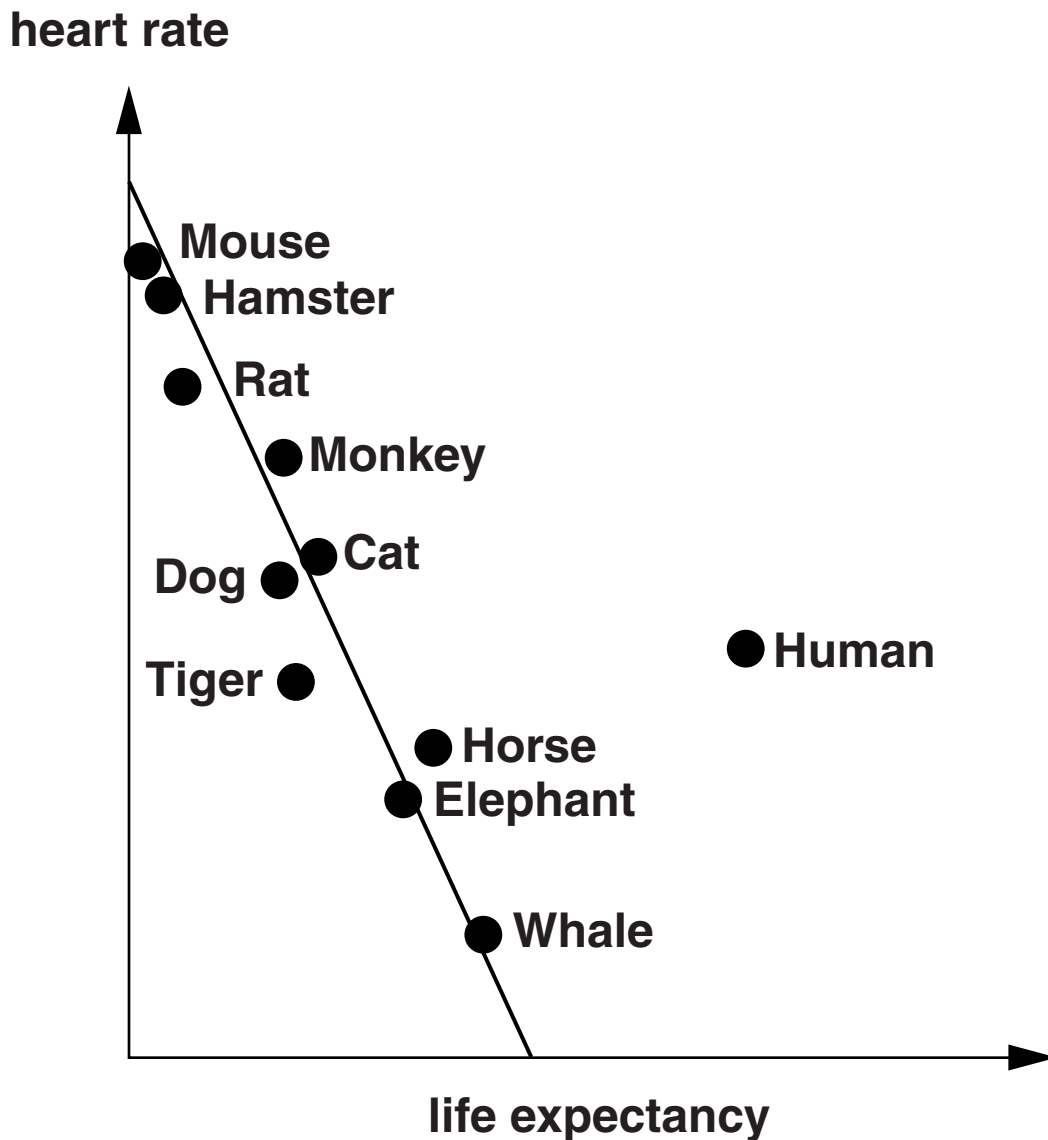 heart rate
Mouse
Hamster
Rat
Monkey
Cat
Dog
Human
Tiger
Horse
Elephant
Whale
life expectancy